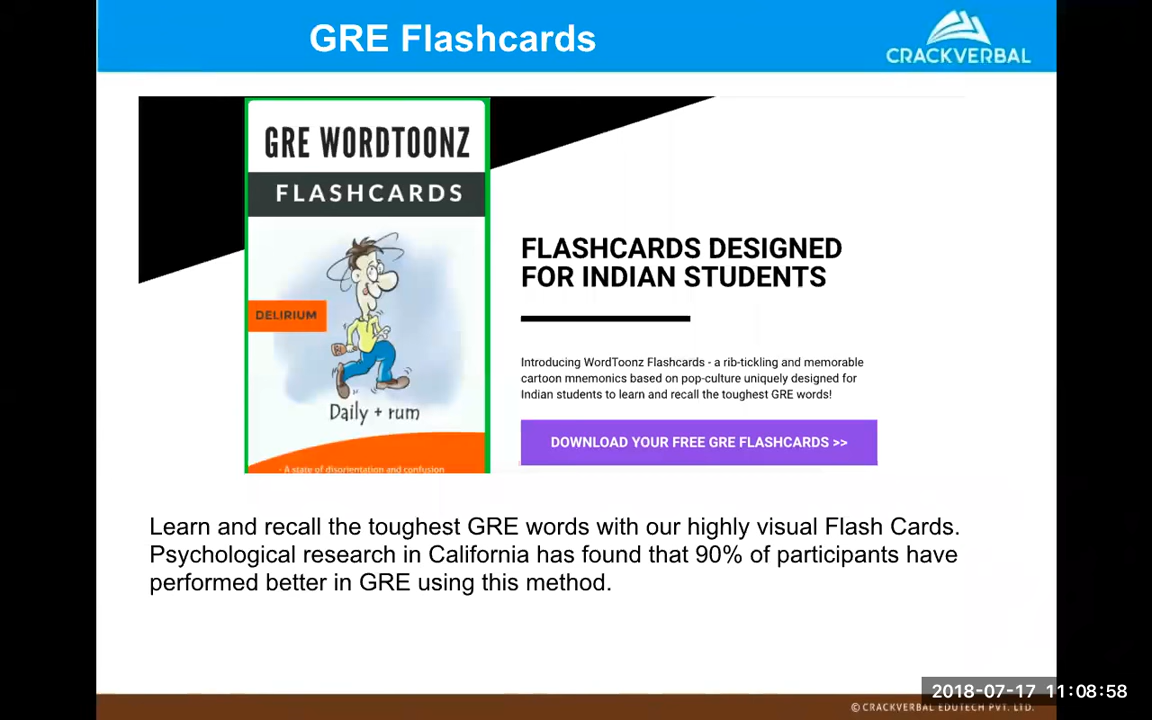 GRE Flashcards
CRACKVERBAL
GRE WORDTOONZ
FLASHCARDS
DELIRIUM
Daily + rum
- A state of disorientation and confusion
FLASHCARDS DESIGNED
FOR INDIAN STUDENTS
Introducing WordToonz Flashcards - a rib-tickling and memorable
cartoon mnemonics based on pop-culture uniquely designed for
Indian students to learn and recall the toughest GRE words!
DOWNLOAD YOUR FREE GRE FLASHCARDS >>
Learn and recall the toughest GRE words with our highly visual Flash Cards.
Psychological research in California has found that 90% of participants have
performed better in GRE using this method.
2018-07-17 11:08:58
© CRACKVERBAL EDUTECH PVT. LTD.